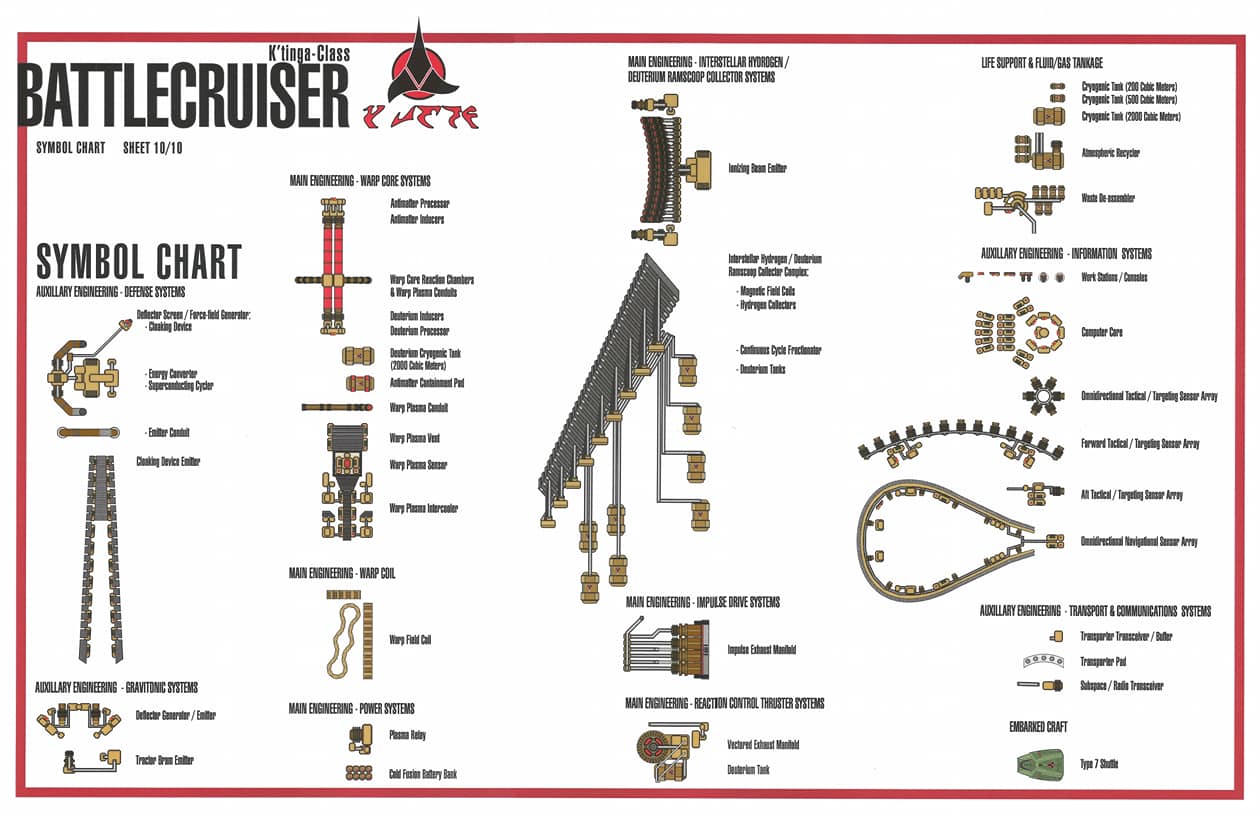 K'tinga-Class
BATTLECRUISER
SYMBOL CHART SHEET 10/10
SYMBOL CHART
AUXILLARY ENGINEERING - DEFENSE SYSTEMS
Deflector Screen / Force-field Generator:
- Cloaking Device
- Energy Converter
- Superconducting Cycler
- Emitter Conduit
Cloaking Device Emitter
AUXILLARY ENGINEERING - GRAVITONIC SYSTEMS
Deflector Generator / Emitter
Tractor Beam Emitter
MAIN ENGINEERING - WARP CORE SYSTEMS
Antimatter Processor
Antimatter Inducers
Warp Core Reaction Chambers
& Warp Plasma Conduits
Deuterium Inducers
Deuterium Processor
Deuterium Cryogenic Tank
(2000 Cubic Meters)
Antimatter Containment Pod
Warp Plasma Conduit
Warp Plasma Vent
Warp Plasma Sensor
Warp Plasma Intercooler
MAIN ENGINEERING - WARP COIL
Warp Field Coil
MAIN ENGINEERING - POWER SYSTEMS
Plasma Relay
Cold Fusion Battery Bank
MAIN ENGINEERING - INTERSTELLAR HYDROGEN /
DEUTERIUM RAMSCOOP COLLECTOR SYSTEMS
Ionizing Beam Emitter
Interstellar Hydrogen / Deuterium
Ramscoop Collector Complex:
- Magnetic Field Coils
- Hydrogen Collectors
- Continuous Cycle Fractionator
- Deuterium Tanks
MAIN ENGINEERING - IMPULSE DRIVE SYSTEMS
Impulse Exhaust Manifold
MAIN ENGINEERING - REACTION CONTROL THRUSTER SYSTEMS
Vectored Exhaust Manifold
Deuterium Tank
LIFE SUPPORT & FLUID/GAS TANKAGE
Cryogenic Tank (200 Cubic Meters)
Cryogenic Tank (500 Cubic Meters)
Cryogenic Tank (2000 Cubic Meters)
Atmospheric Recycler
Waste De-assembler
AUXILLARY ENGINEERING - INFORMATION SYSTEMS
Work Stations / Consoles
Computer Core
Omnidirectional Tactical / Targeting Sensor Array
Forward Tactical / Targeting Sensor Array
Aft Tactical / Targeting Sensor Array
Omnidirectional Navigational Sensor Array
AUXILLARY ENGINEERING - TRANSPORT & COMMUNICATIONS SYSTEMS
Transporter Transceiver / Buffer
Transporter Pad
Subspace / Radio Transceiver
EMBARKED CRAFT
Type 7 Shuttle